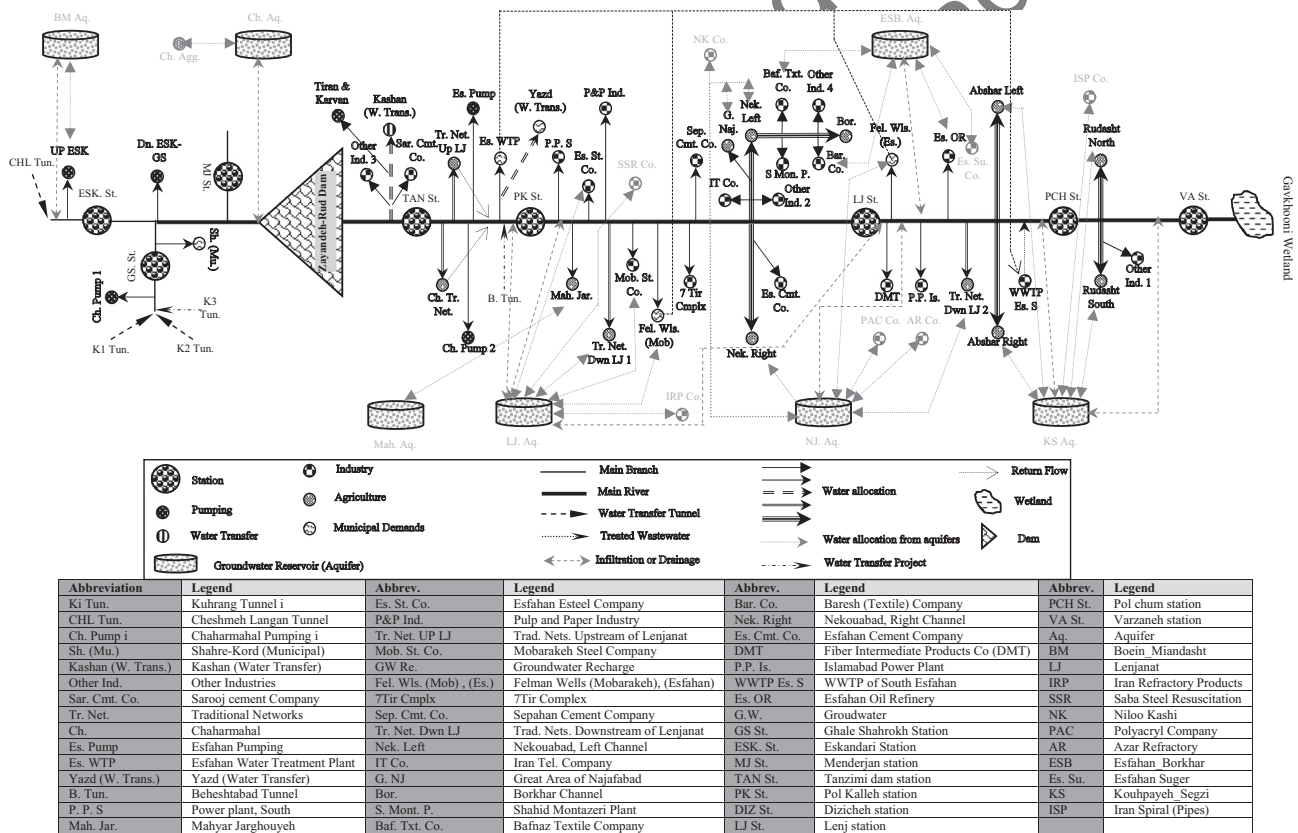 BM Aq.
Ch. Aq.
ESB. Aq.
NK Co.
Ch. Agg.
ISP Co.
Tiran &
Karvan
Kashan
(W. Trans.)
Es. Pump
Yazd
(W. Trans.)
P&P Ind.
Baf. Txt.
Co.
Other
Ind. 4
Nek.
Left
G.
Naj.
Bor.
Abshar Left
UP ESK
Dn. ESK-
GS
MJ St.
Other
Ind. 3
Sar. Cmt.
Co.
Tr. Net.
Up LJ
Es. WTP
P.P. S
Es. St.
Co.
SSR Co.
Sep.
Cmt. Co.
IT Co.
S Mon. P.
Other
Ind. 2
Bar.
Co.
Fel. Wls.
(Es.)
Es. OR
Es. Su.
Co.
Rudasht
North
CHL Tun.
ESK. St.
Zayandeh-Rud Dam
TAN St.
PK St.
LJ St.
PCH St.
VA St.
Gavkhooni Wetland
GS. St.
Sh. (Mu.)
Ch. Pump 1
K3
Tun.
K1 Tun.
K2 Tun.
Ch. Tr.
Net.
Ch. Pump 2
B. Tun.
Mah. Jar.
Mob. St.
Co.
Tr. Net.
Dwn LJ 1
Fel. Wls.
(Mob)
7 Tir
Cmplx
Es. Cmt.
Co.
Nek. Right
DMT
P.P. Is.
Tr. Net.
Dwn LJ 2
WWTP
Es. S
Abshar Right
Rudasht
South
Other
Ind. 1
PAC Co.
AR Co.
IRP Co.
Mah. Aq.
LJ. Aq.
NJ. Aq.
KS Aq.
Station
Industry
Main Branch
Return Flow
Pumping
Agriculture
Main River
Water allocation
Wetland
Water Transfer
Municipal Demands
Water Transfer Tunnel
Treated Wastewater
Water allocation from aquifers
Dam
Groundwater Reservoir (Aquifer)
Infiltration or Drainage
Water Transfer Project
Abbreviation Legend Abbrev. Legend Abbrev. Legend Abbrev. Legend
Ki Tun. Kuhrang Tunnel i Es. St. Co. Esfahan Esteel Company Bar. Co. Baresh (Textile) Company PCH St. Pol chum station
CHL Tun. Cheshmeh Langan Tunnel P&P Ind. Pulp and Paper Industry Nek. Right Nekouabad, Right Channel VA St. Varzaneh station
Ch. Pump i Chaharmahal Pumping i Tr. Net. UP LJ Trad. Nets. Upstream of Lenjanat Es. Cmt. Co. Esfahan Cement Company Aq. Aquifer
Sh. (Mu.) Shahre-Kord (Municipal) Mob. St. Co. Mobarakeh Steel Company DMT Fiber Intermediate Products Co (DMT) BM Boein_Miandasht
Kashan (W. Trans.) Kashan (Water Transfer) GW Re. Groundwater Recharge P.P. Is. Islamabad Power Plant LJ Lenjanat
Other Ind. Other Industries Fel. Wls. (Mob) , (Es.) Felman Wells (Mobarakeh), (Esfahan) WWTP Es. S WWTP of South Esfahan IRP Iran Refractory Products
Sar. Cmt. Co. Sarooj cement Company 7Tir Cmplx 7Tir Complex Es. OR Esfahan Oil Refinery SSR Saba Steel Resuscitation
Tr. Net. Traditional Networks Sep. Cmt. Co. Sepahan Cement Company G.W. Groudwater NK Niloo Kashi
Ch. Chaharmahal Tr. Net. Dwn LJ Trad. Nets. Downstream of Lenjanat GS St. Ghale Shahrokh Station PAC Polyacryl Company
Es. Pump Esfahan Pumping Nek. Left Nekouabad, Left Channel ESK. St. Eskandari Station AR Azar Refractory
Es. WTP Esfahan Water Treatment Plant IT Co. Iran Tel. Company MJ St. Menderjan station ESB Esfahan_Borkhar
Yazd (W. Trans.) Yazd (Water Transfer) G. NJ Great Area of Najafabad TAN St. Tanzimi dam station Es. Su. Esfahan Suger
B. Tun. Beheshtabad Tunnel Bor. Borkhar Channel PK St. Pol Kalleh station KS Kouhpayeh_Segzi
P. P. S Power plant, South S. Mont. P. Shahid Montazeri Plant DIZ St. Dizicheh station ISP Iran Spiral (Pipes)
Mah. Jar. Mahyar Jarghouyeh Baf. Txt. Co. Bafnaz Textile Company LJ St. Lenj station